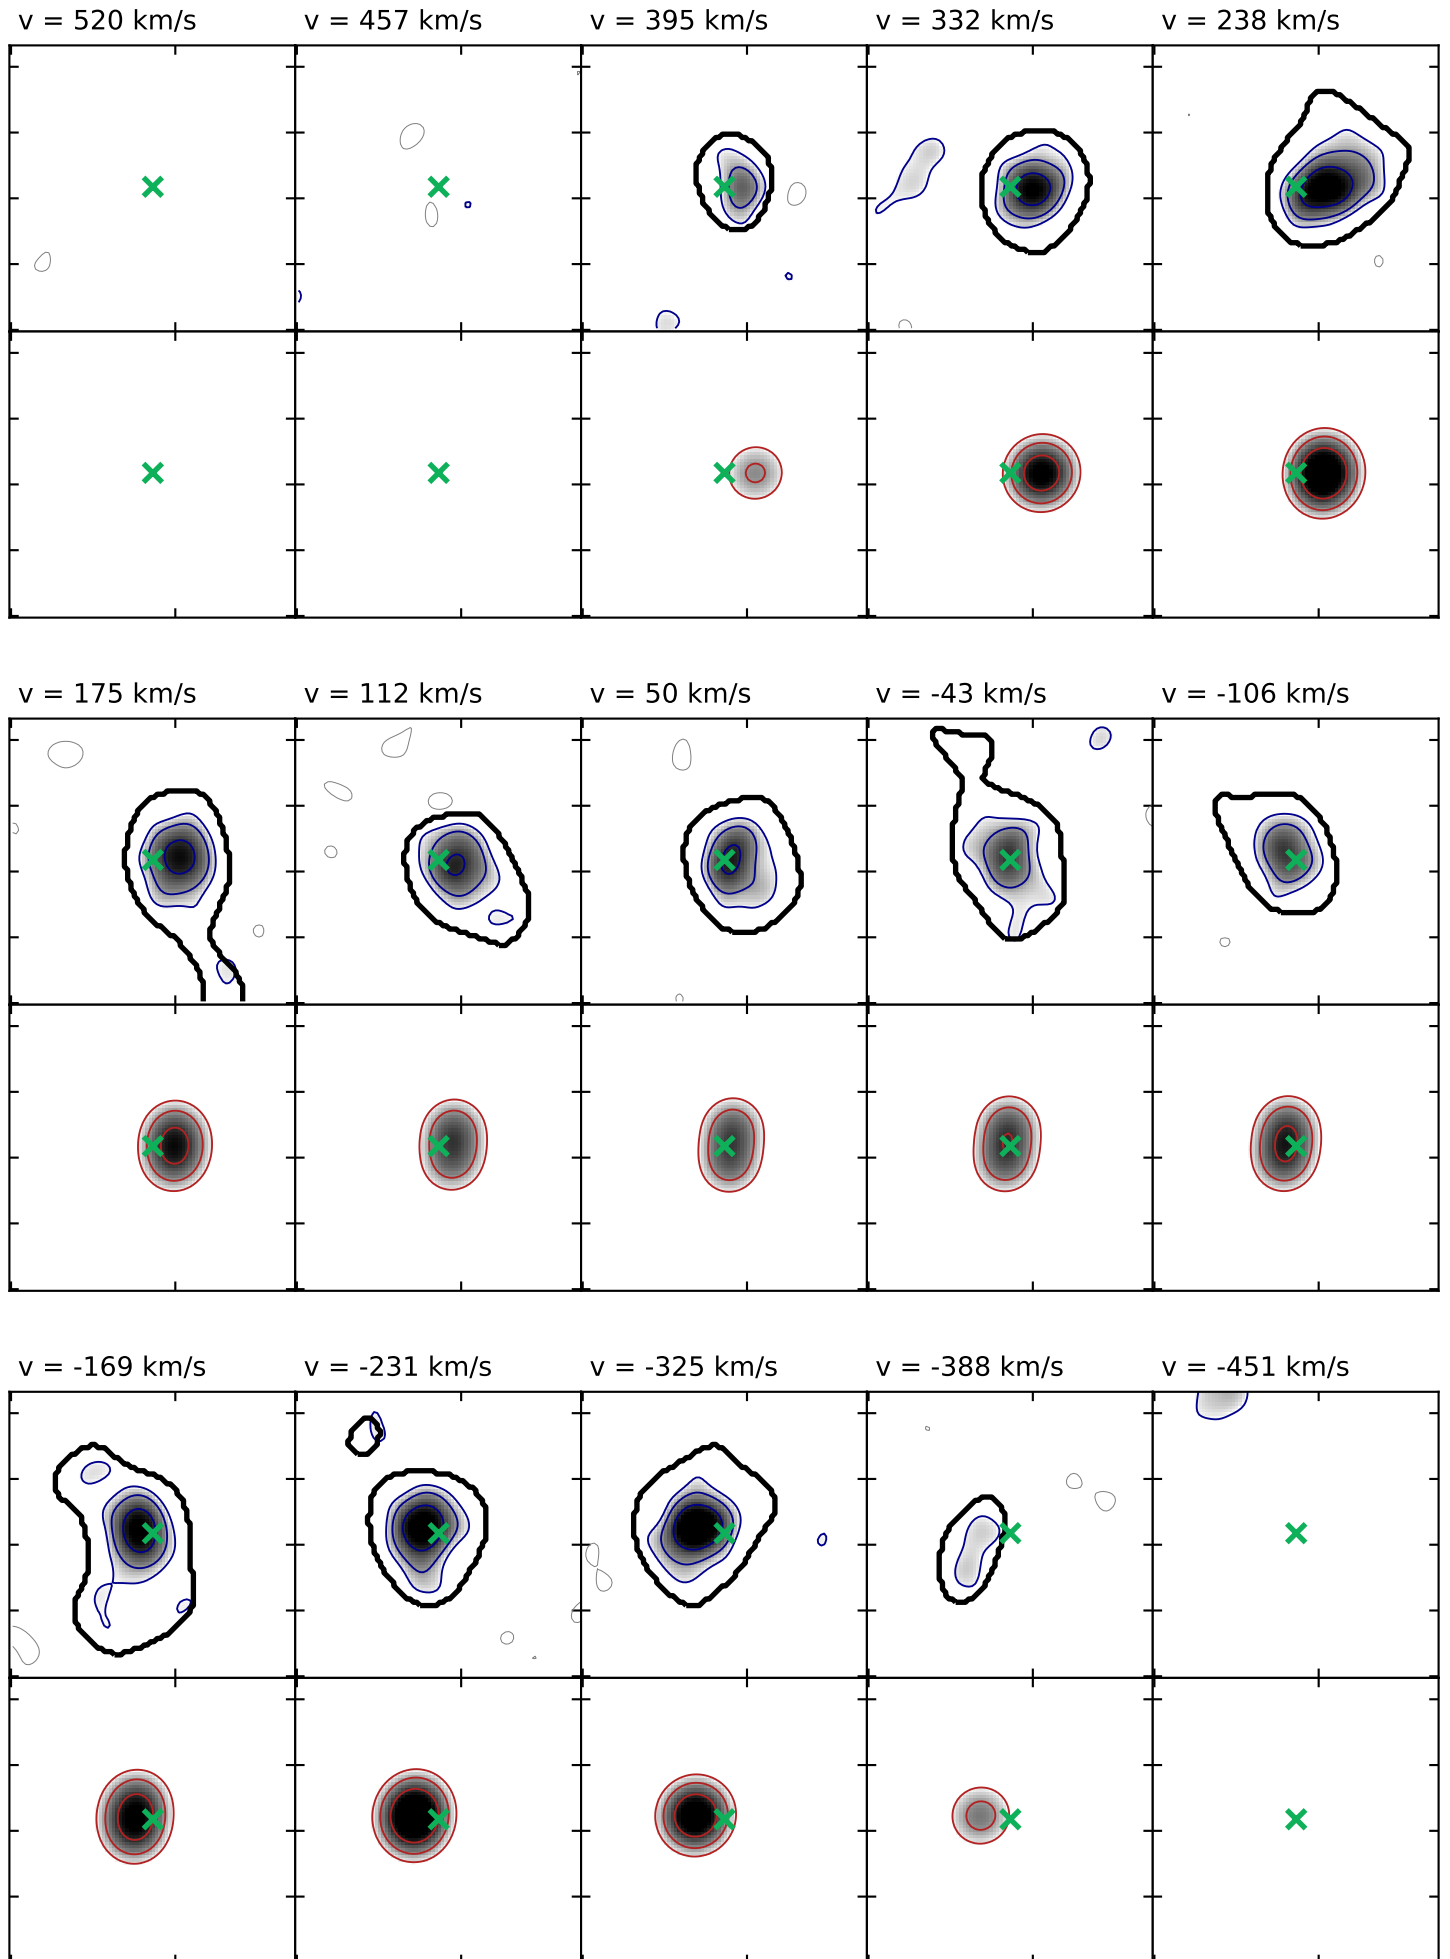 v = 520 km/s v = 457 km/s v = 395 km/s v = 332 km/s v = 238 km/s
v = 175 km/s v = 112 km/s v = 50 km/s v = -43 km/s v = -106 km/s
v = -169 km/s v = -231 km/s v = -325 km/s v = -388 km/s v = -451 km/s